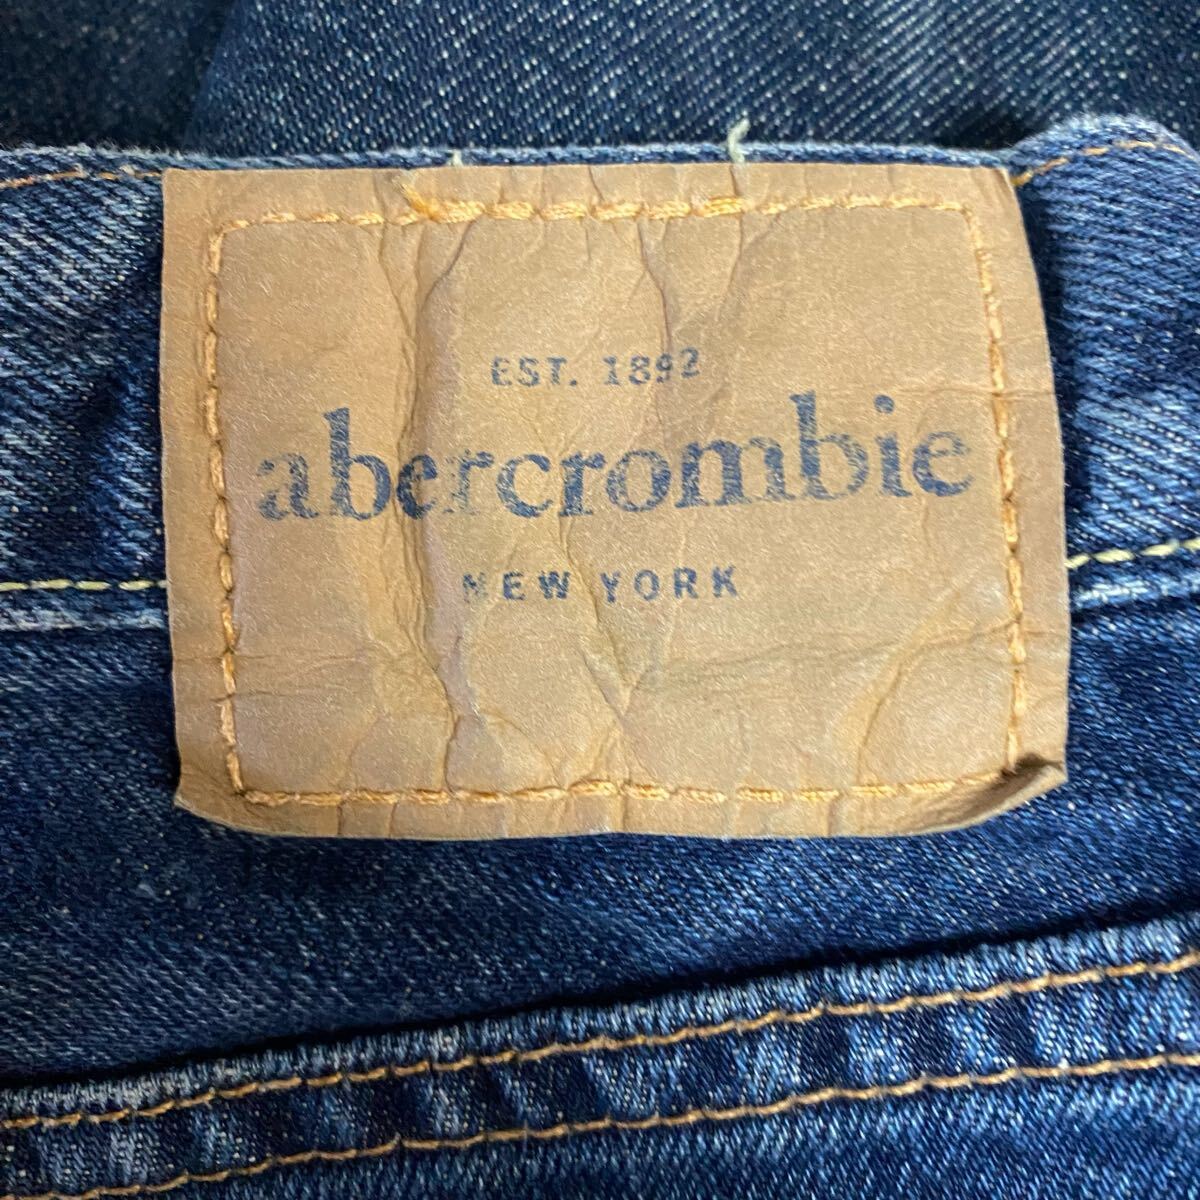 EST. 1892
abercrombie
NEW YORK